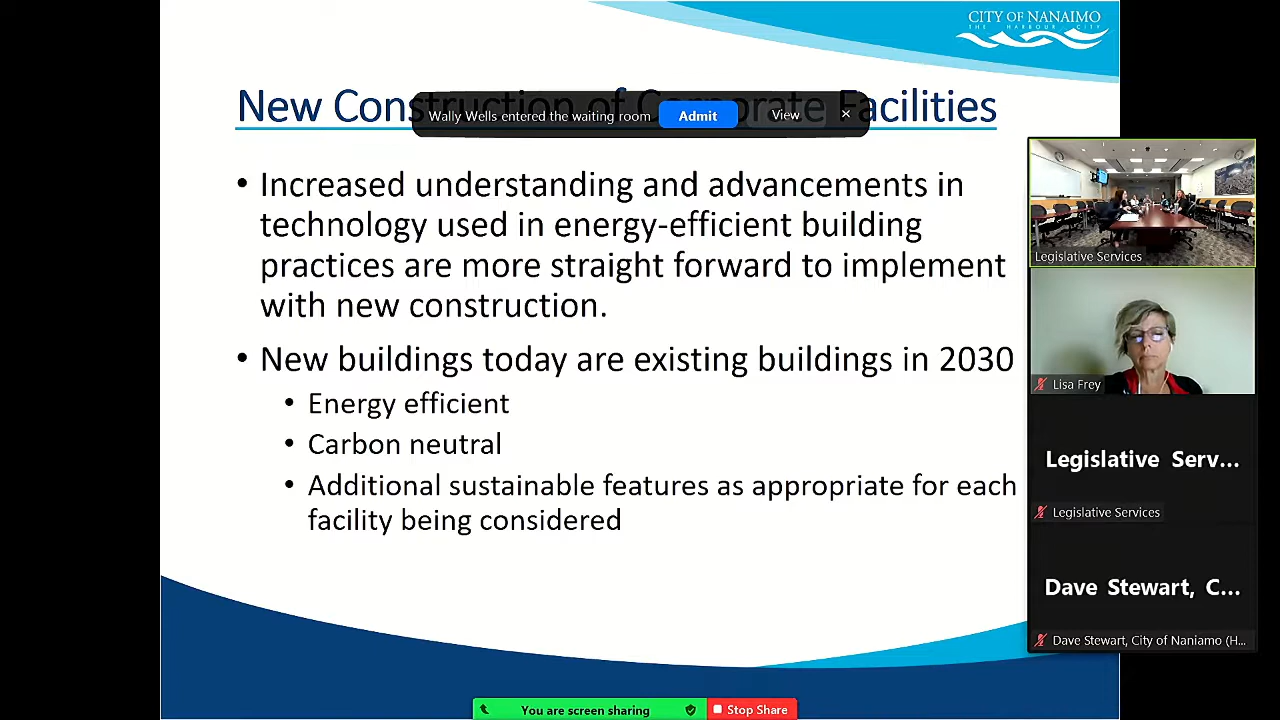 CITY OF NANAIMO
THE HARBOUR CITY
New Construction of Corporate Facilities
Wally Wells entered the waiting room
Admit
View
• Increased understanding and advancements in
technology used in energy-efficient building
practices are more straight forward to implement
with new construction.
• New buildings today are existing buildings in 2030
• Energy efficient
• Carbon neutral
• Additional sustainable features as appropriate for each
facility being considered
Legislative Services
Lisa Frey
Legislative Serv...
Legislative Services
Dave Stewart, C...
Dave Stewart, City of Naniamo (H...
You are screen sharing
Stop Share